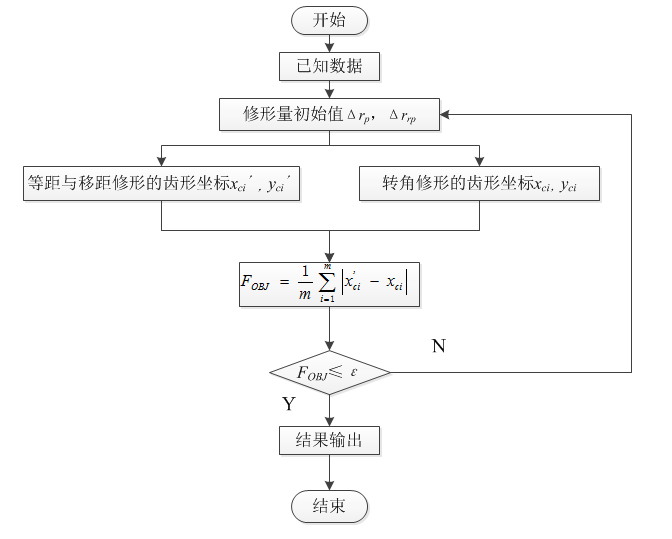 开始
已知数据
修形量初始值Δr_p，Δr_rp
等距与移距修形的齿形坐标x_ci′，y_ci′
转角修形的齿形坐标x_ci，y_ci
F_OBJ = 1/m ∑_{i=1}^{m} |x'_ci − x_ci|
N
F_OBJ≤ ε
Y
结果输出
结束